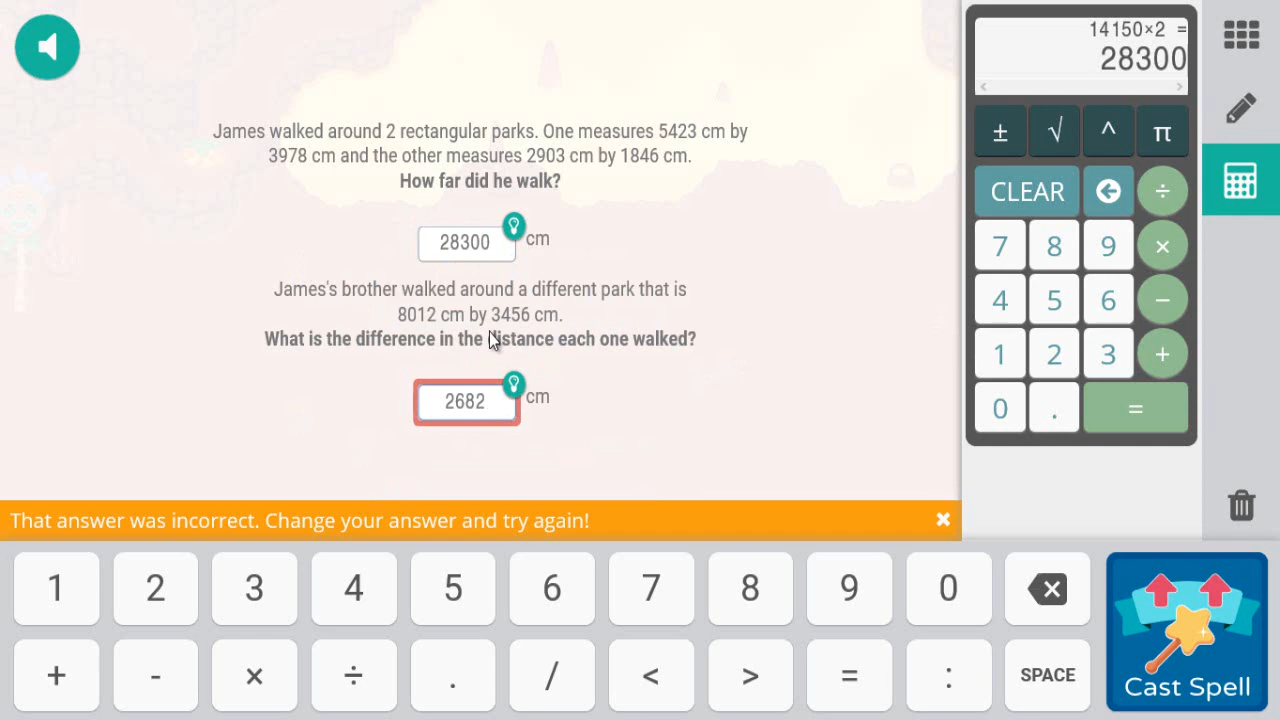 James walked around 2 rectangular parks. One measures 5423 cm by
3978 cm and the other measures 2903 cm by 1846 cm.
How far did he walk?
28300 cm
James's brother walked around a different park that is
8012 cm by 3456 cm.
What is the difference in the distance each one walked?
2682 cm
That answer was incorrect. Change your answer and try again!
14150×2 =
28300
± √ ^ π
CLEAR ÷
7 8 9 ×
4 5 6 −
1 2 3 +
0 . =
1 2 3 4 5 6 7 8 9 0
+ - × ÷ . / < > = : SPACE
Cast Spell